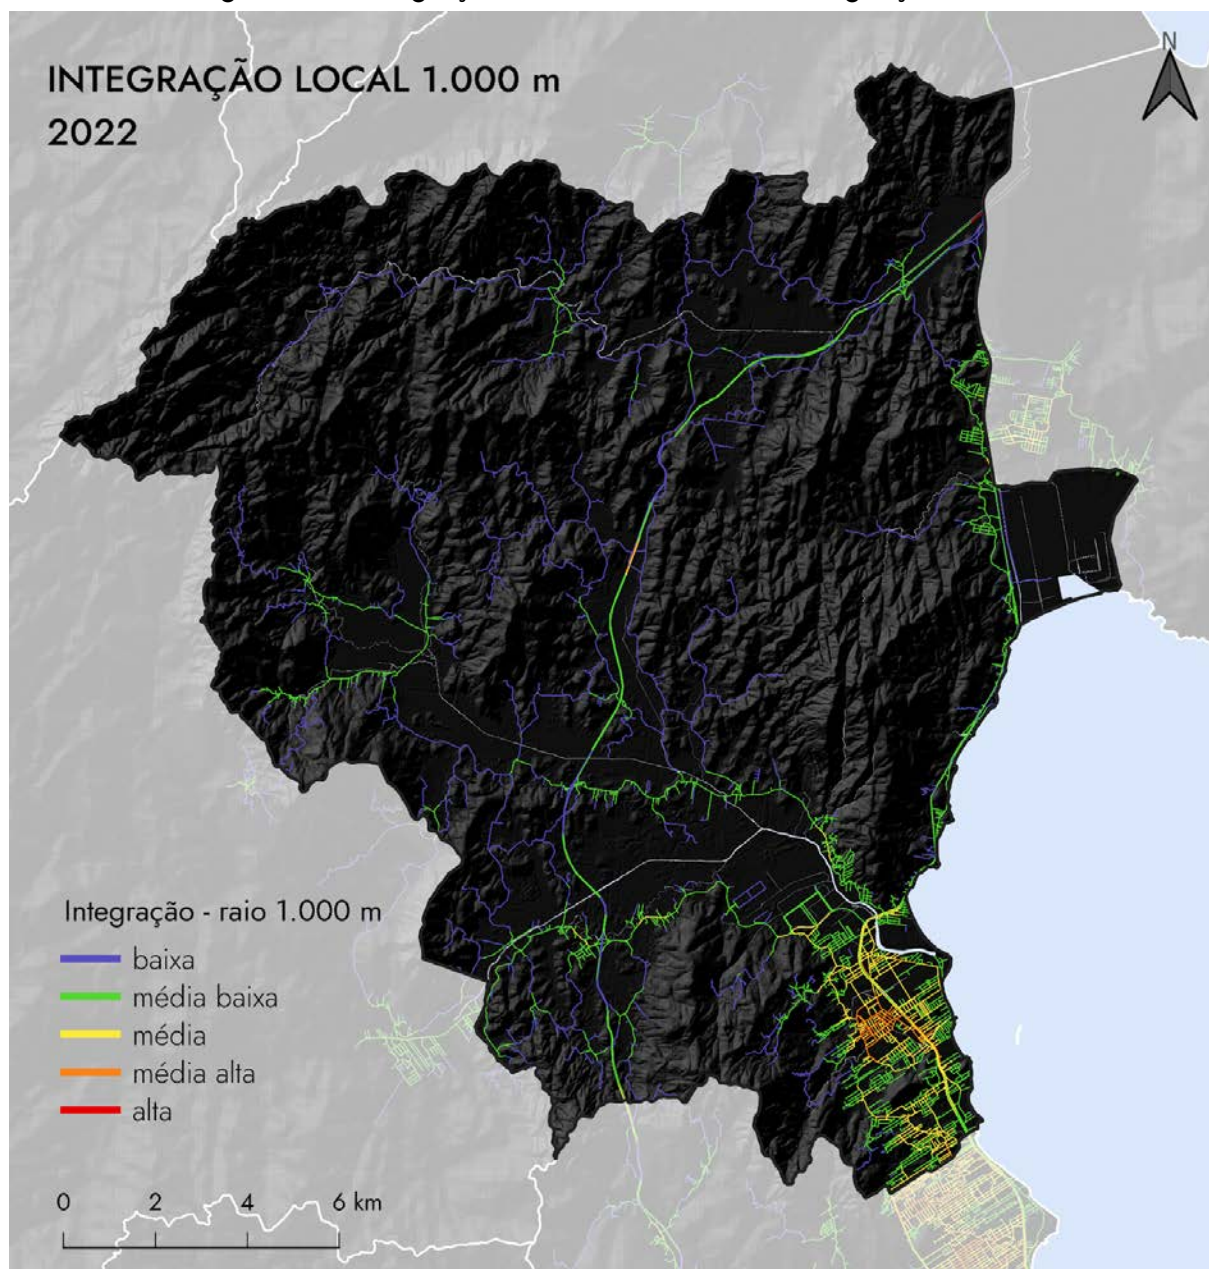 INTEGRAÇÃO LOCAL 1.000 m
2022
N
Integração - raio 1.000 m
baixa
média baixa
média
média alta
alta
0 2 4 6 km